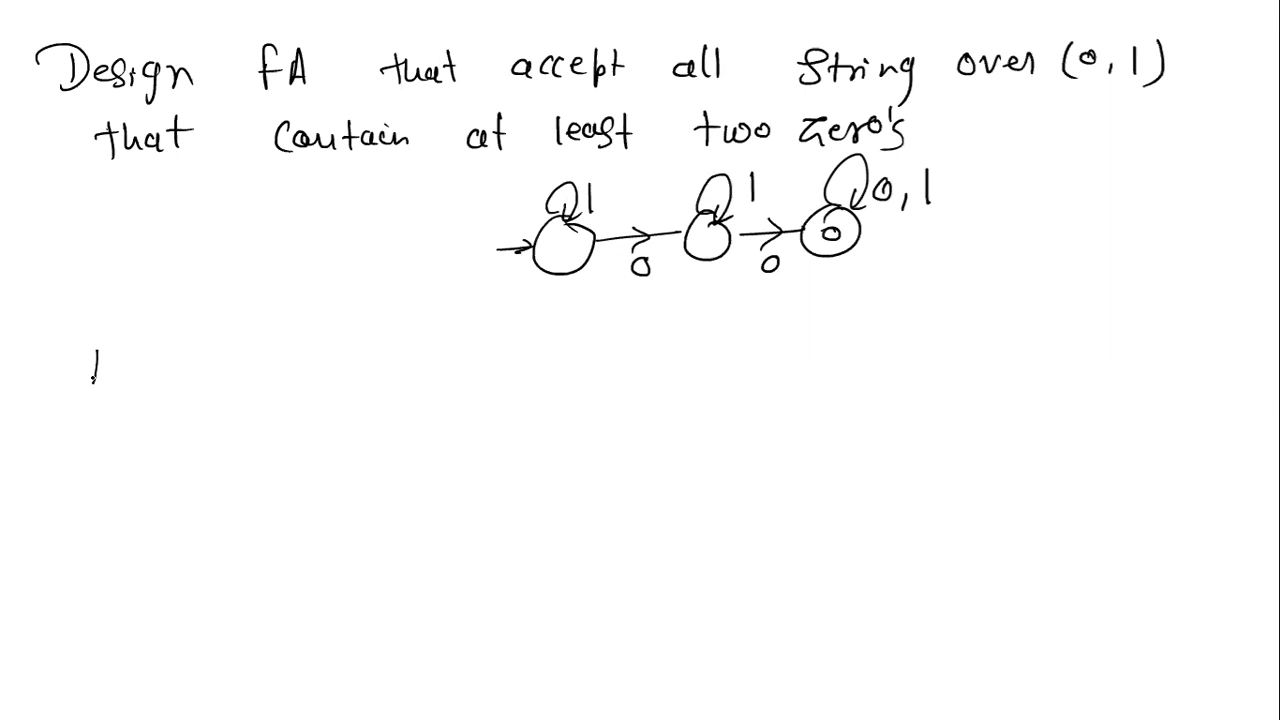 Design FA that accept all string over (0,1)
that contain at least two zero's
1 1 0,1
0 0